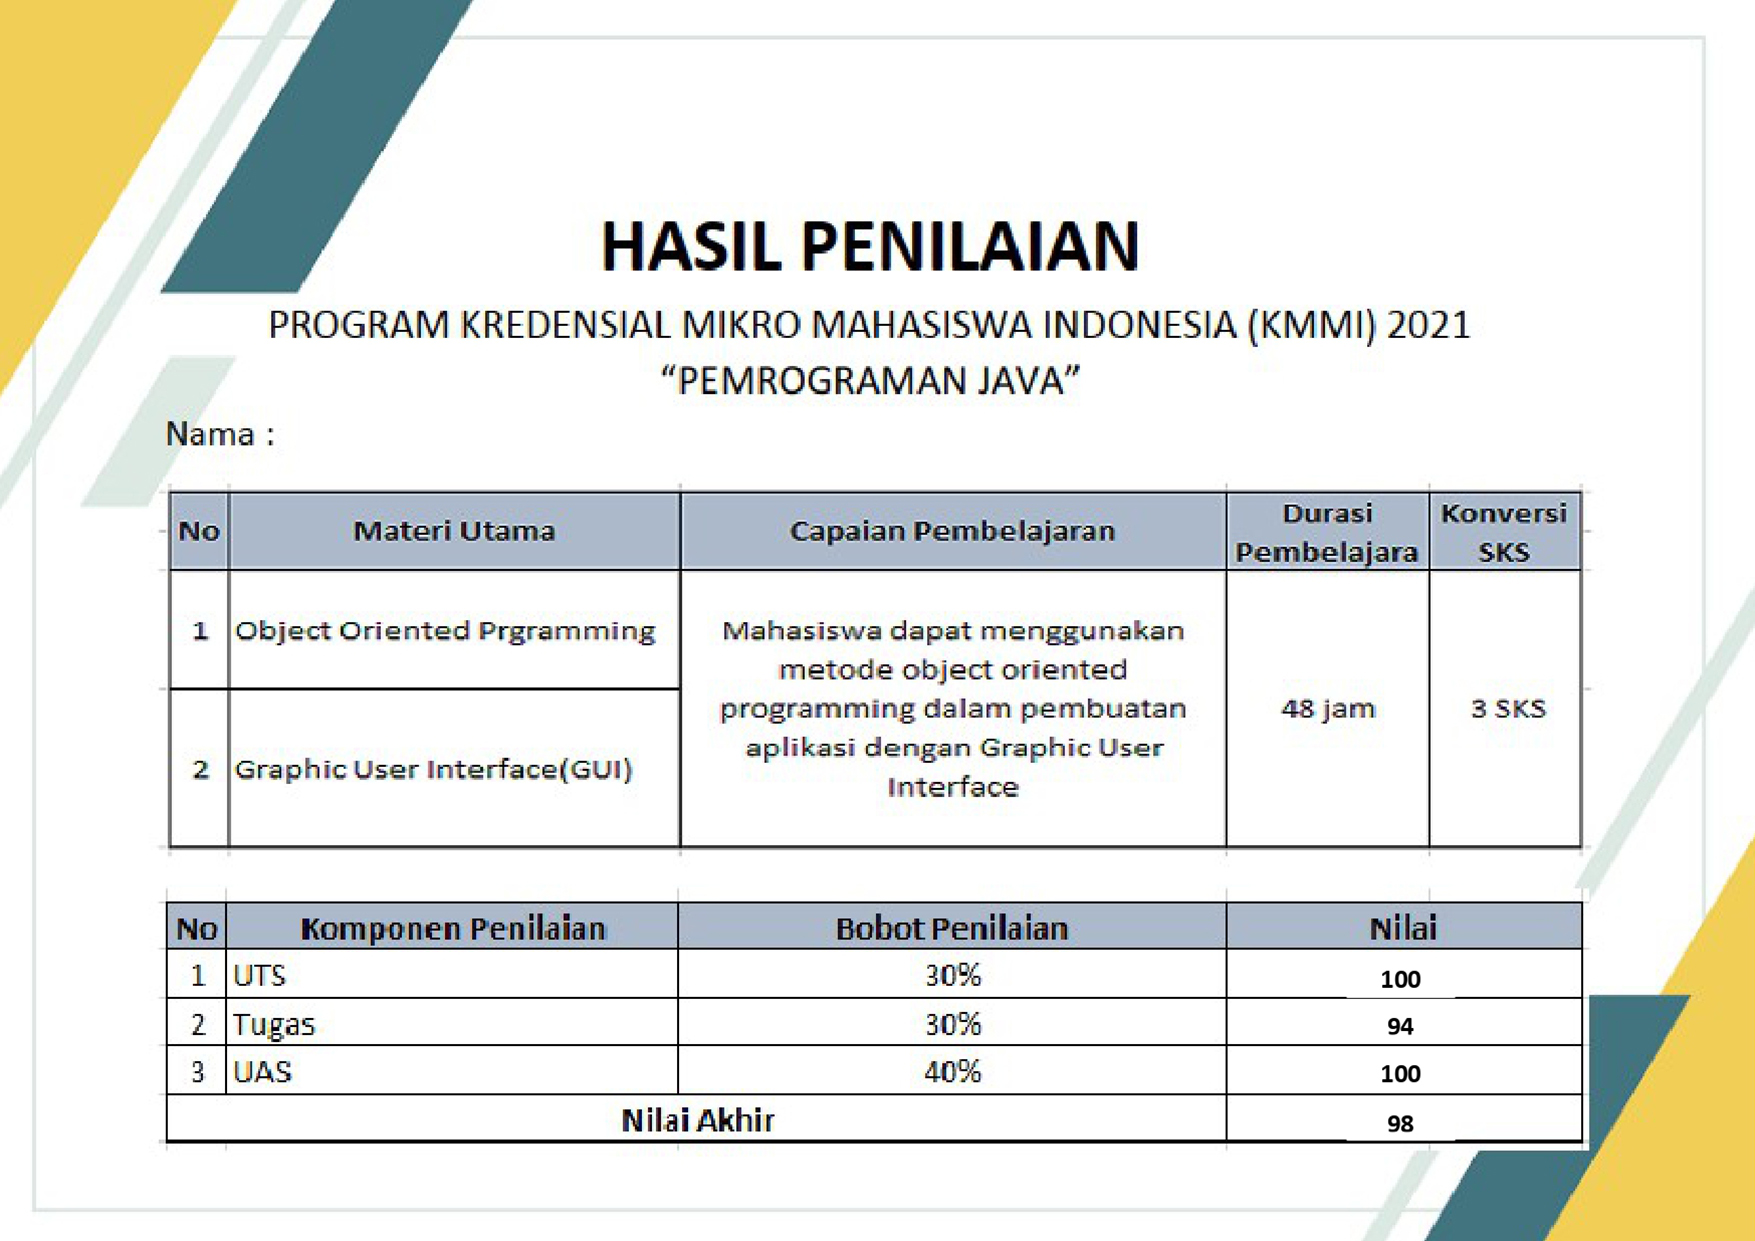 HASIL PENILAIAN
PROGRAM KREDENSIAL MIKRO MAHASISWA INDONESIA (KMMI) 2021
“PEMROGRAMAN JAVA”
Nama :
No Materi Utama Capaian Pembelajaran Durasi Pembelajara Konversi SKS
1 Object Oriented Prgramming
2 Graphic User Interface(GUI)
Mahasiswa dapat menggunakan
metode object oriented
programming dalam pembuatan
aplikasi dengan Graphic User
Interface
48 jam 3 SKS
No Komponen Penilaian Bobot Penilaian Nilai
1 UTS 30% 100
2 Tugas 30% 94
3 UAS 40% 100
Nilai Akhir 98